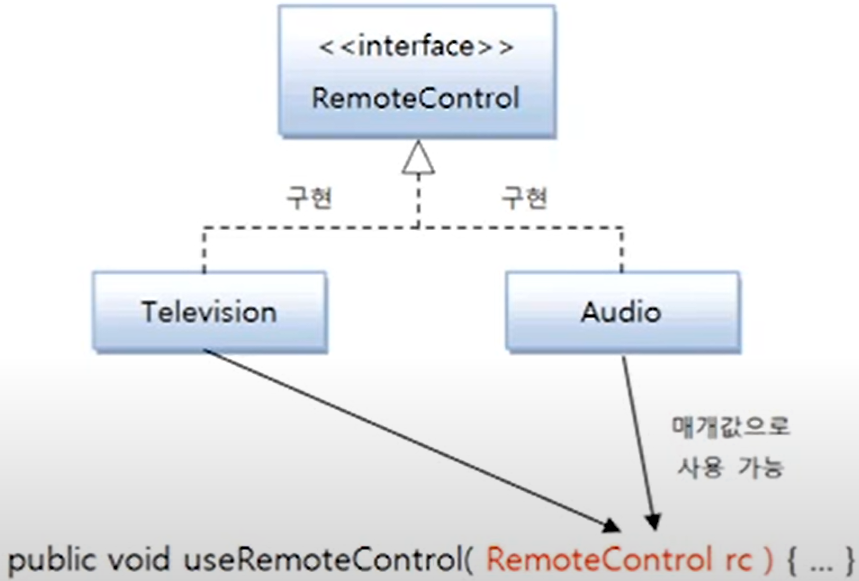 <<interface>>
RemoteControl
구현 구현
Television
Audio
매개값으로
사용 가능
public void useRemoteControl( RemoteControl rc ) { ... }